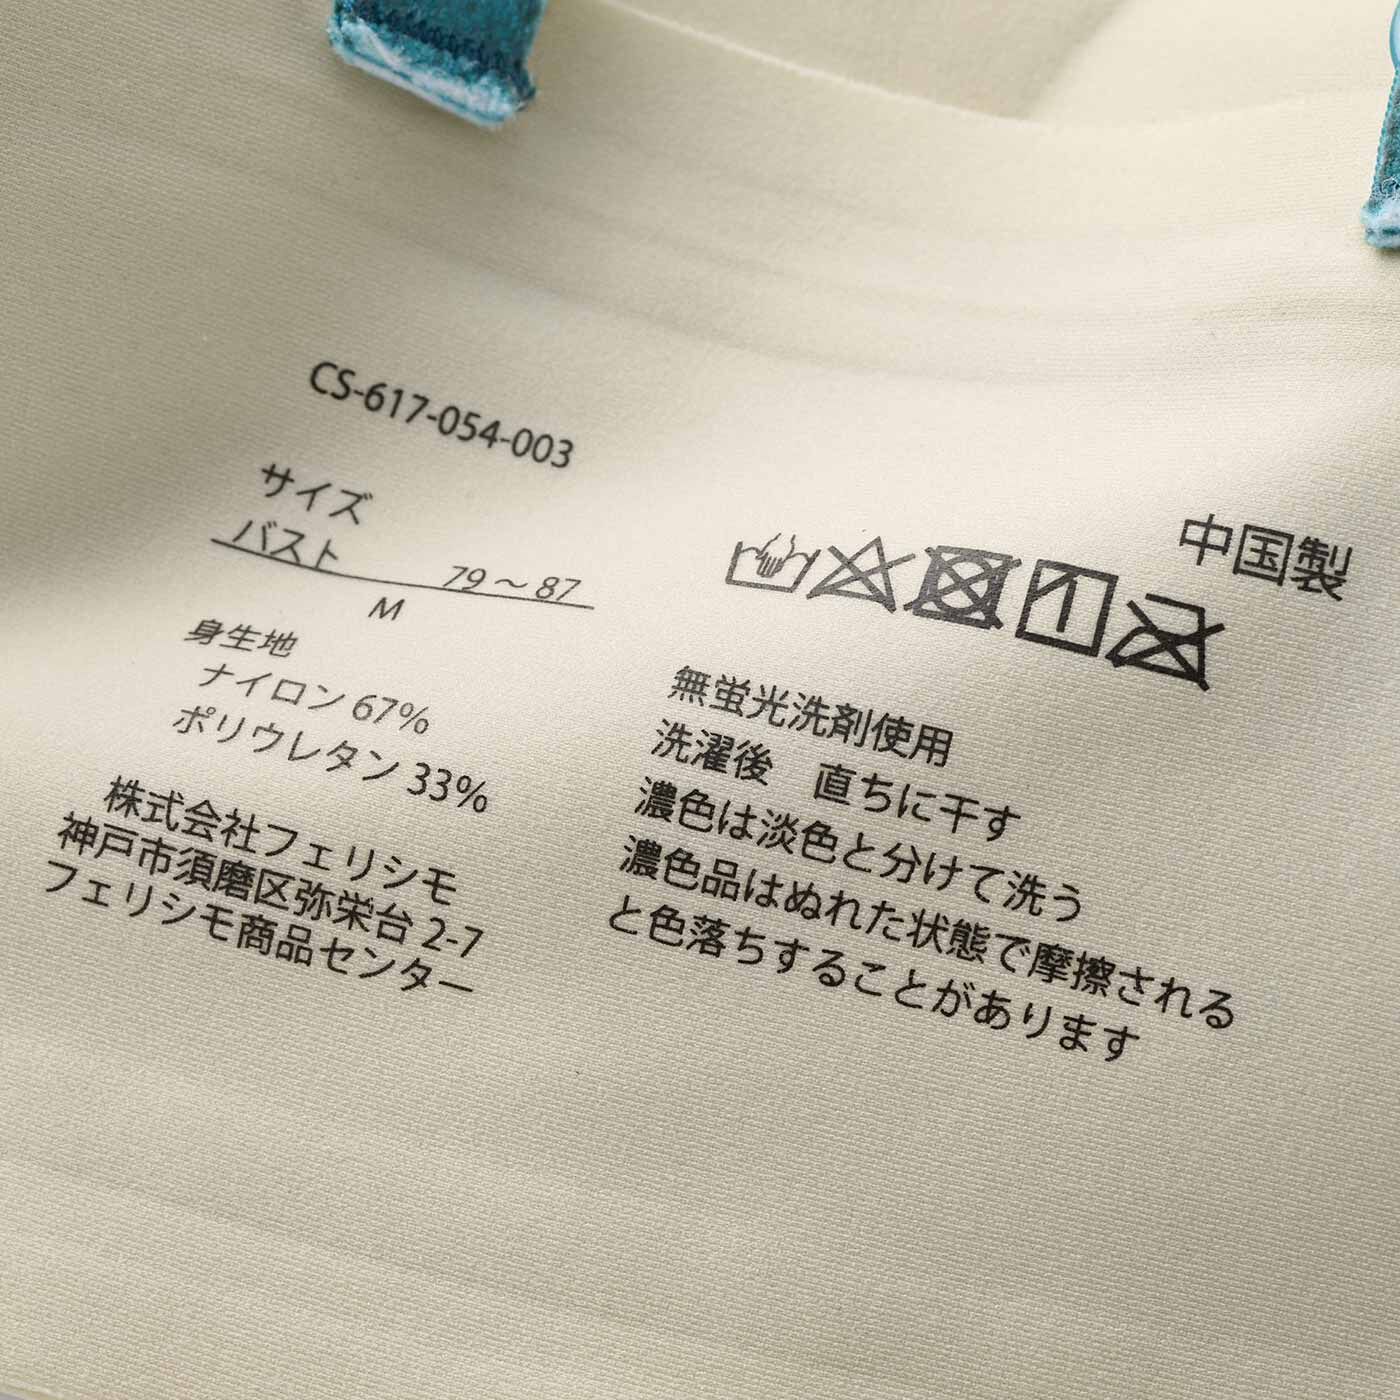 CS-617-054-003
サイズ
バスト 79～87
M
身生地
ナイロン 67%
ポリウレタン 33%
株式会社フェリシモ
神戸市須磨区弥栄台 2-7
フェリシモ商品センター
中国製
無蛍光洗剤使用
洗濯後 直ちに干す
濃色は淡色と分けて洗う
濃色品はぬれた状態で摩擦される
と色落ちすることがあります